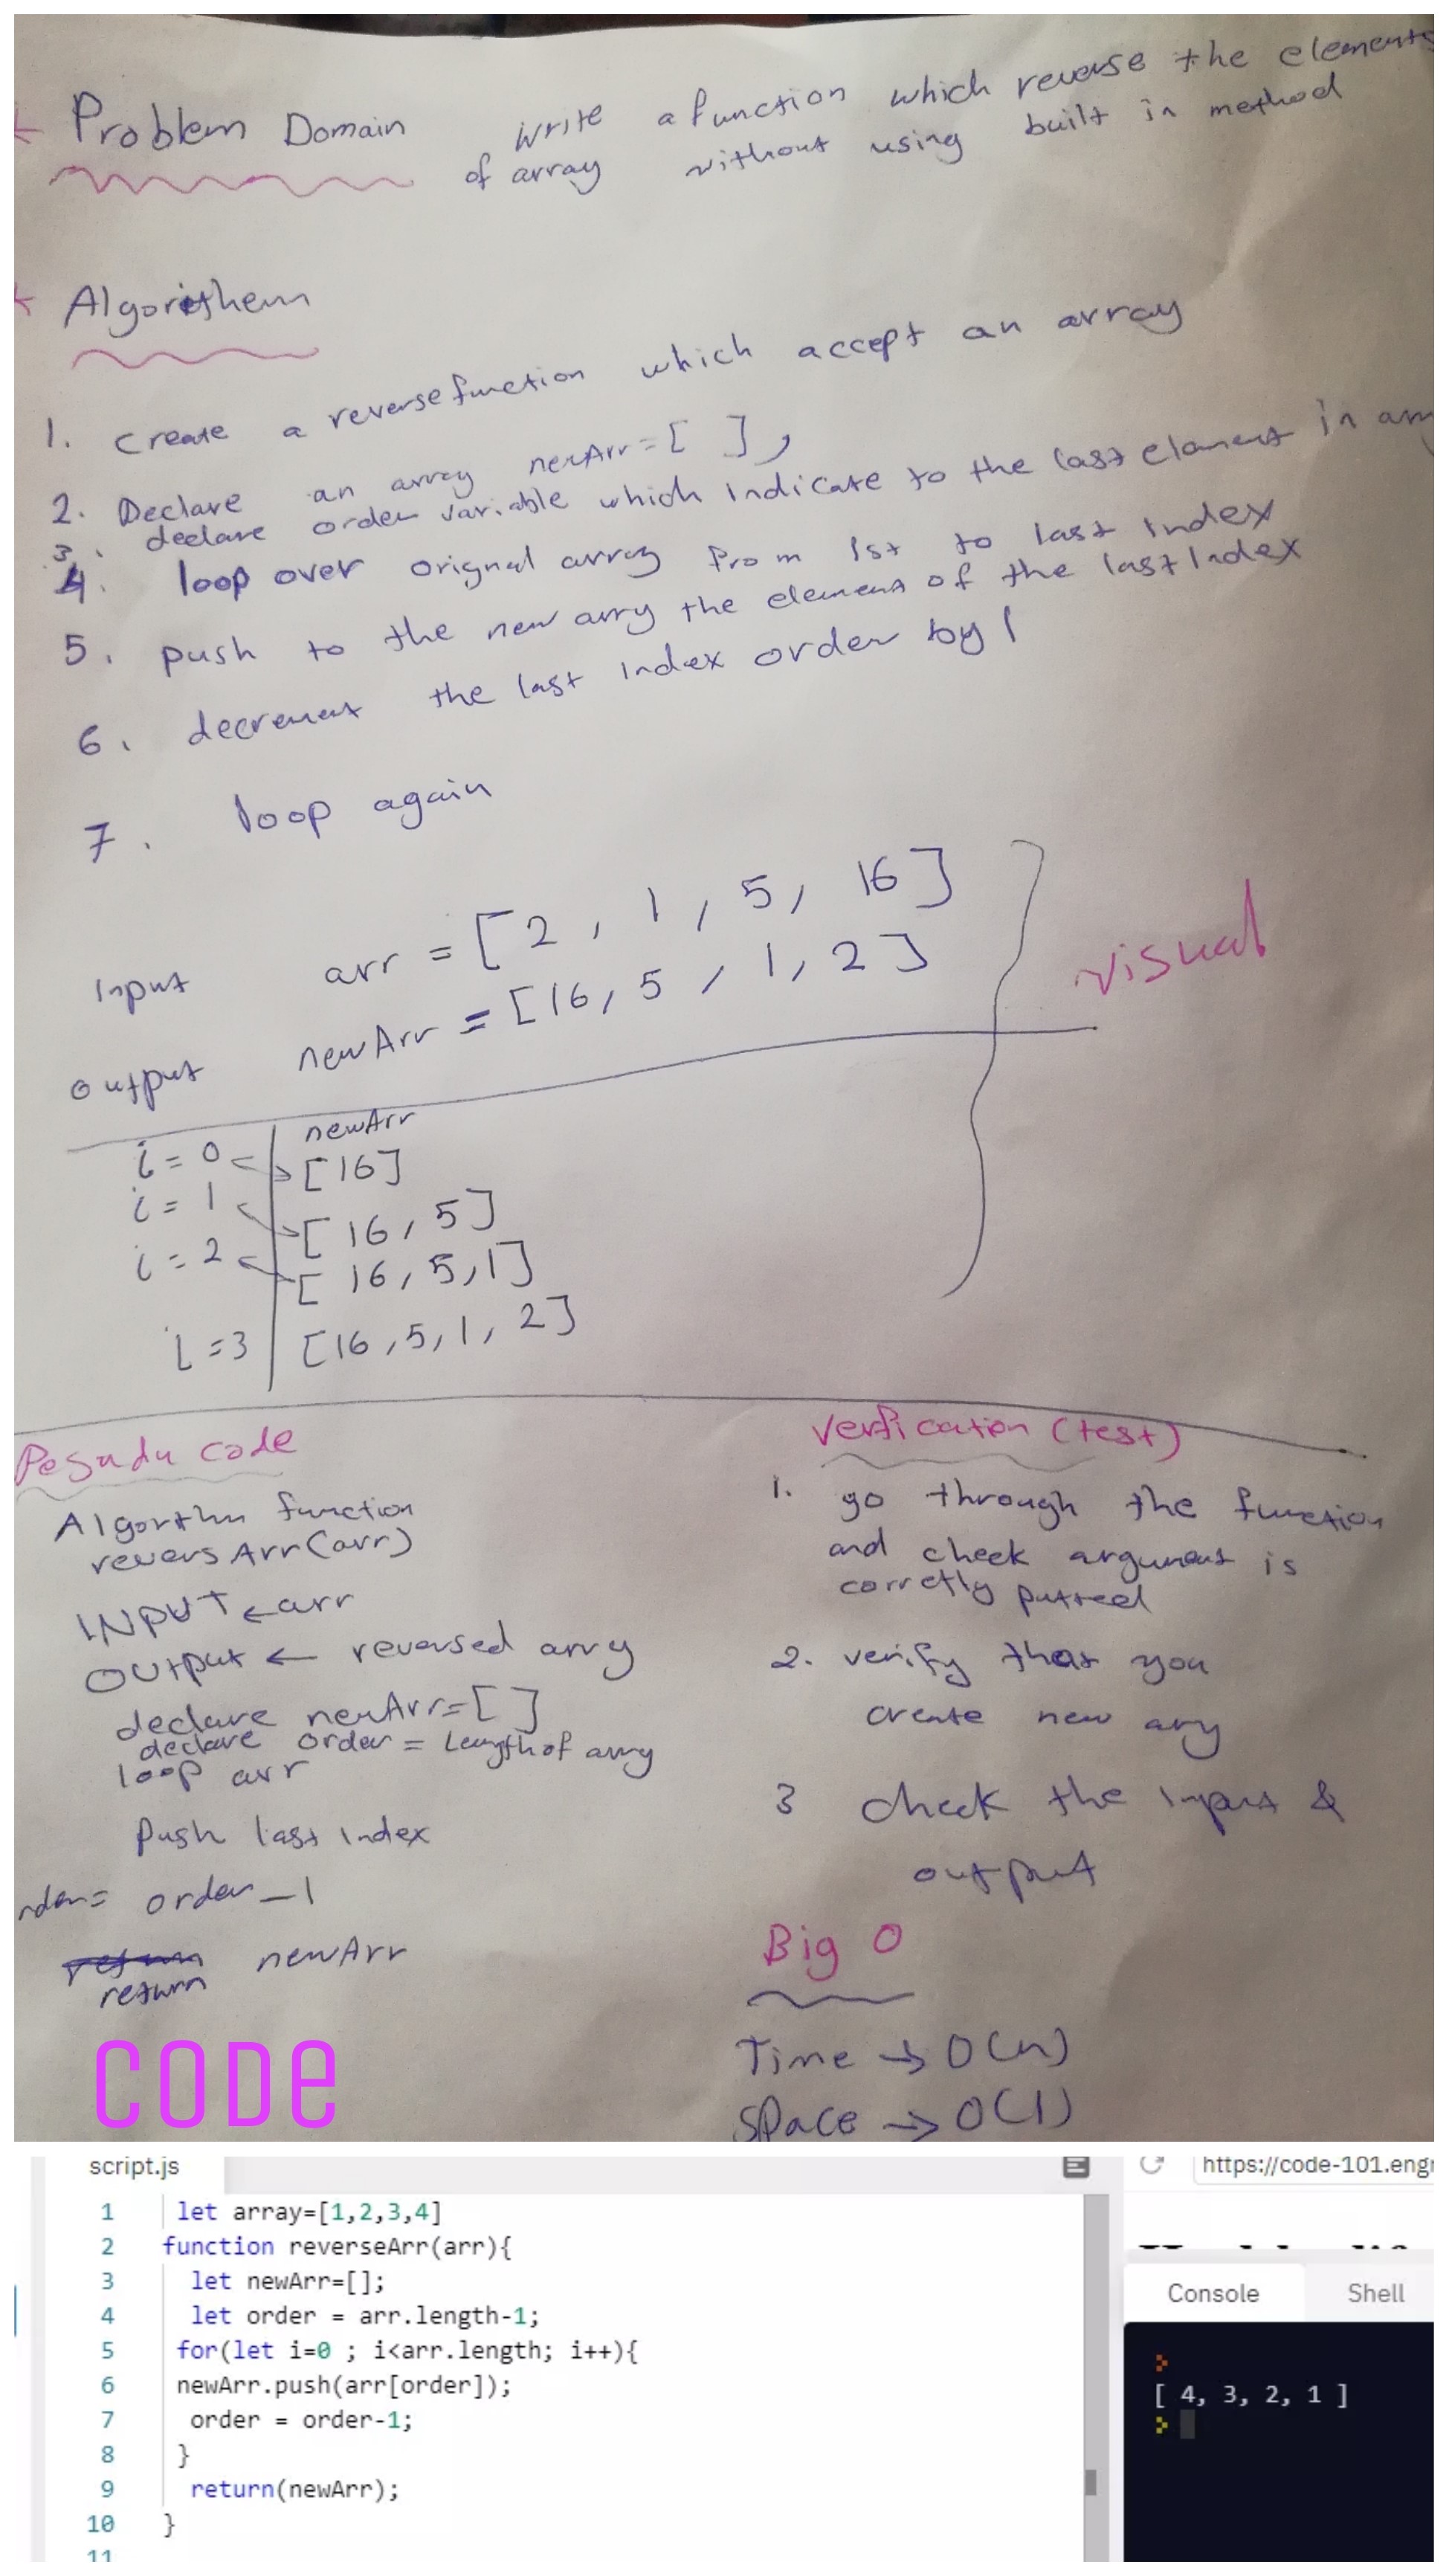 Problem Domain write a function which reverse the elements
of array without using built in method
Algorithem
1. Create a reverse function which accept an array
2. Declare an array newArr = [ ],
3. declare order variable which indicate to the last element in arr
4. loop over orignal array from 1st to last index
5. push to the new arry the element of the last Index
6. decrement the last index order by 1
7. loop again
Input arr = [2, 1, 5, 16]
output newArr = [16, 5, 1, 2]
visual
newArr
i = 0 [16]
i = 1 [16, 5]
i = 2 [16, 5, 1]
i = 3 [16, 5, 1, 2]
Pesudu code
Algorthm function
revers Arr(arr)
INPUT ← arr
OUtput ← reversed arry
declare newArr = [ ]
declare order = Length of arry
loop arr
Push last index
order = order - 1
return newArr
return
Verfication (test)
1. go through the function
and check argument is
corretly putted
2. verify that you
create new arry
3 check the input &
output
Big O
Time → O(n)
Space → O(1)
CODe
script.js
1 let array=[1,2,3,4]
2 function reverseArr(arr){
3 let newArr=[];
4 let order = arr.length-1;
5 for(let i=0 ; i<arr.length; i++){
6 newArr.push(arr[order]);
7 order = order-1;
8 }
9 return(newArr);
10 }
11
https://code-101.eng
Console Shell
[ 4, 3, 2, 1 ]